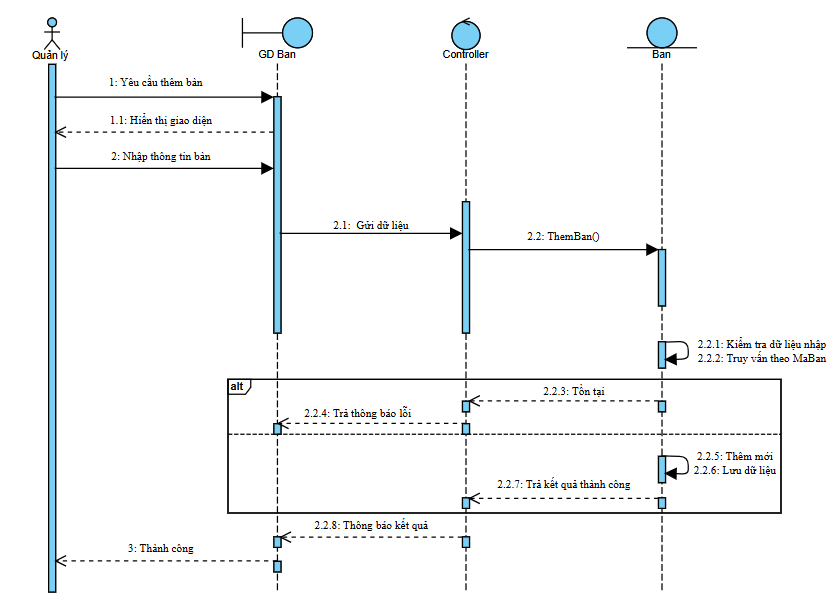 Quản lý
GD Ban
Controller
Ban
1: Yêu cầu thêm bàn
1.1: Hiển thị giao diện
2: Nhập thông tin bàn
2.1: Gửi dữ liệu
2.2: ThemBan()
2.2.1: Kiểm tra dữ liệu nhập
2.2.2: Truy vấn theo MaBan
alt
2.2.3: Tồn tại
2.2.4: Trả thông báo lỗi
2.2.5: Thêm mới
2.2.6: Lưu dữ liệu
2.2.7: Trả kết quả thành công
2.2.8: Thông báo kết quả
3: Thành công